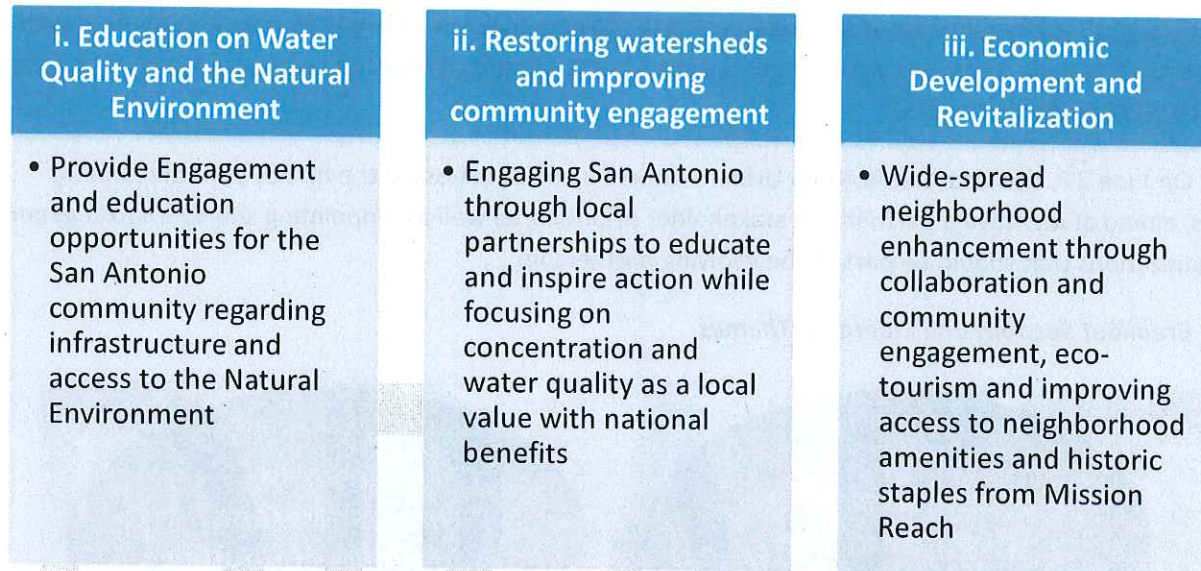 i. Education on Water
Quality and the Natural
Environment
• Provide Engagement
and education
opportunities for the
San Antonio
community regarding
infrastructure and
access to the Natural
Environment
ii. Restoring watersheds
and improving
community engagement
• Engaging San Antonio
through local
partnerships to educate
and inspire action while
focusing on
concentration and
water quality as a local
value with national
benefits
iii. Economic
Development and
Revitalization
• Wide-spread
neighborhood
enhancement through
collaboration and
community
engagement, eco-
tourism and improving
access to neighborhood
amenities and historic
staples from Mission
Reach